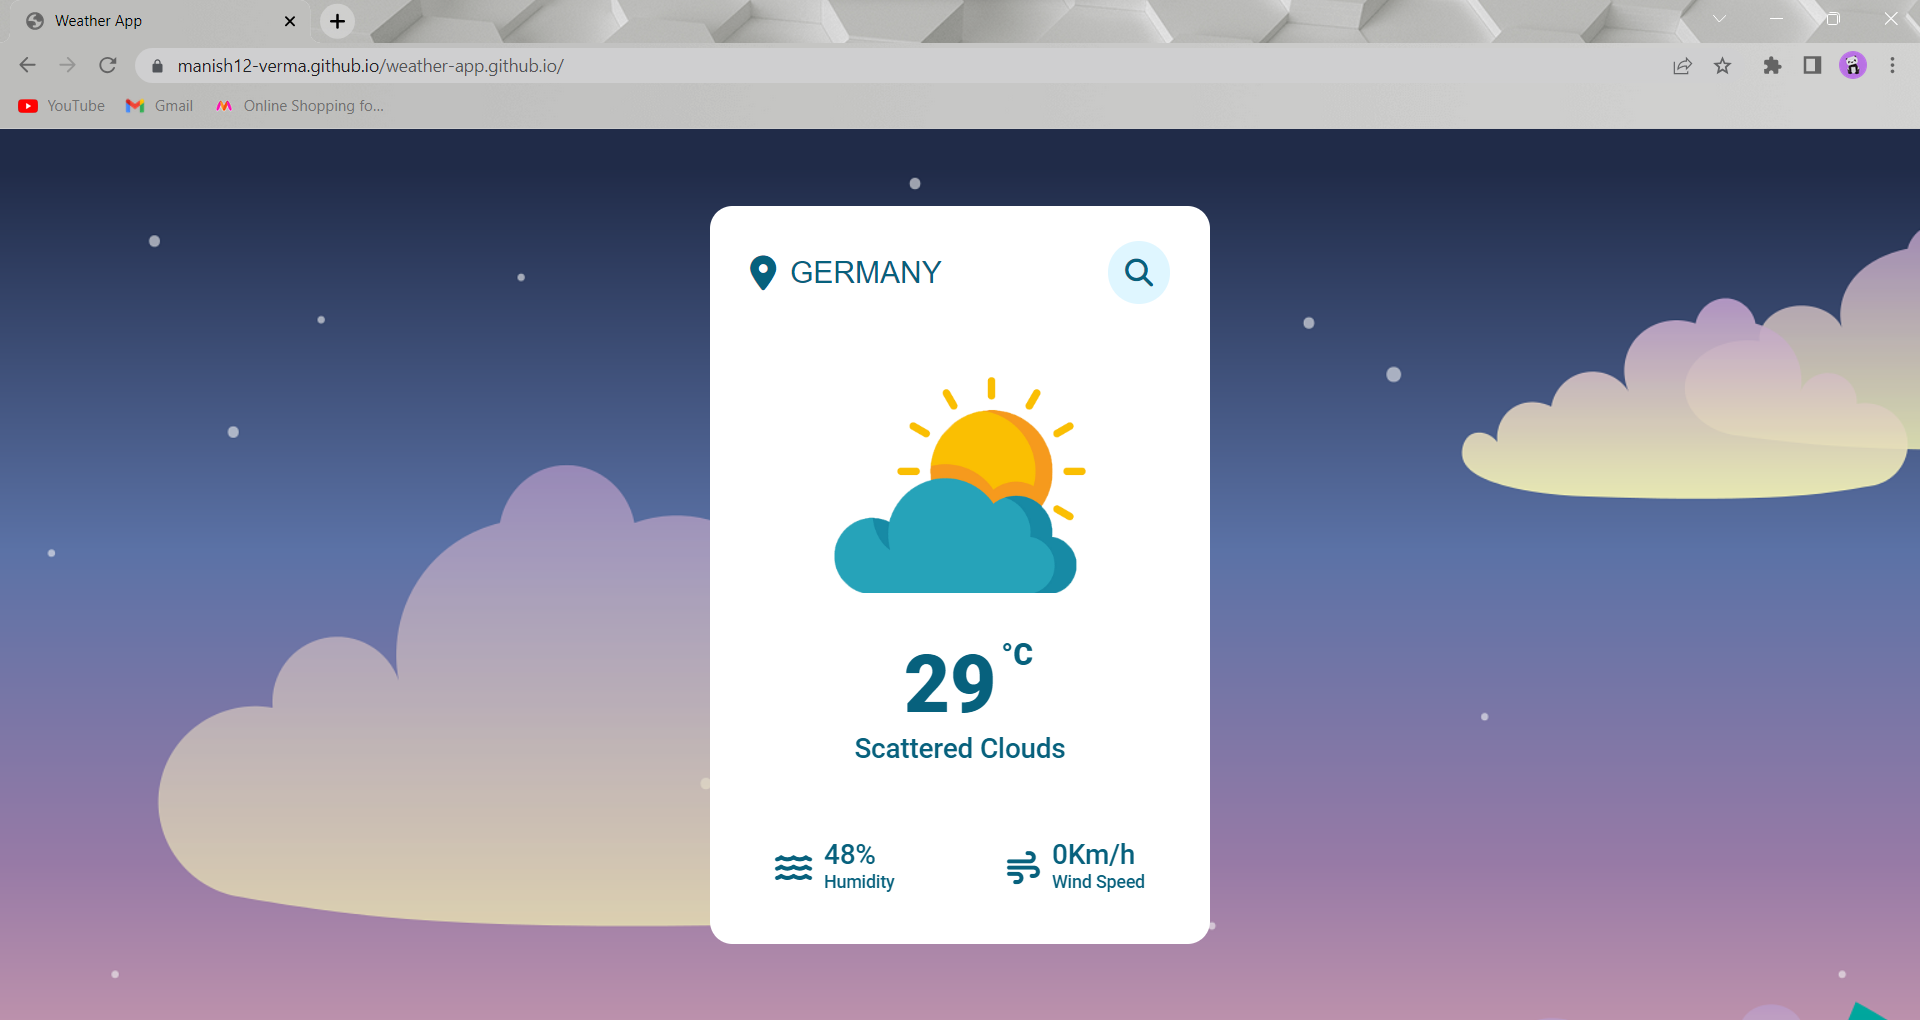 Weather App
manish12-verma.github.io/weather-app.github.io/
YouTube Gmail Online Shopping fo...
GERMANY
29 °C
Scattered Clouds
48% 0Km/h
Humidity Wind Speed